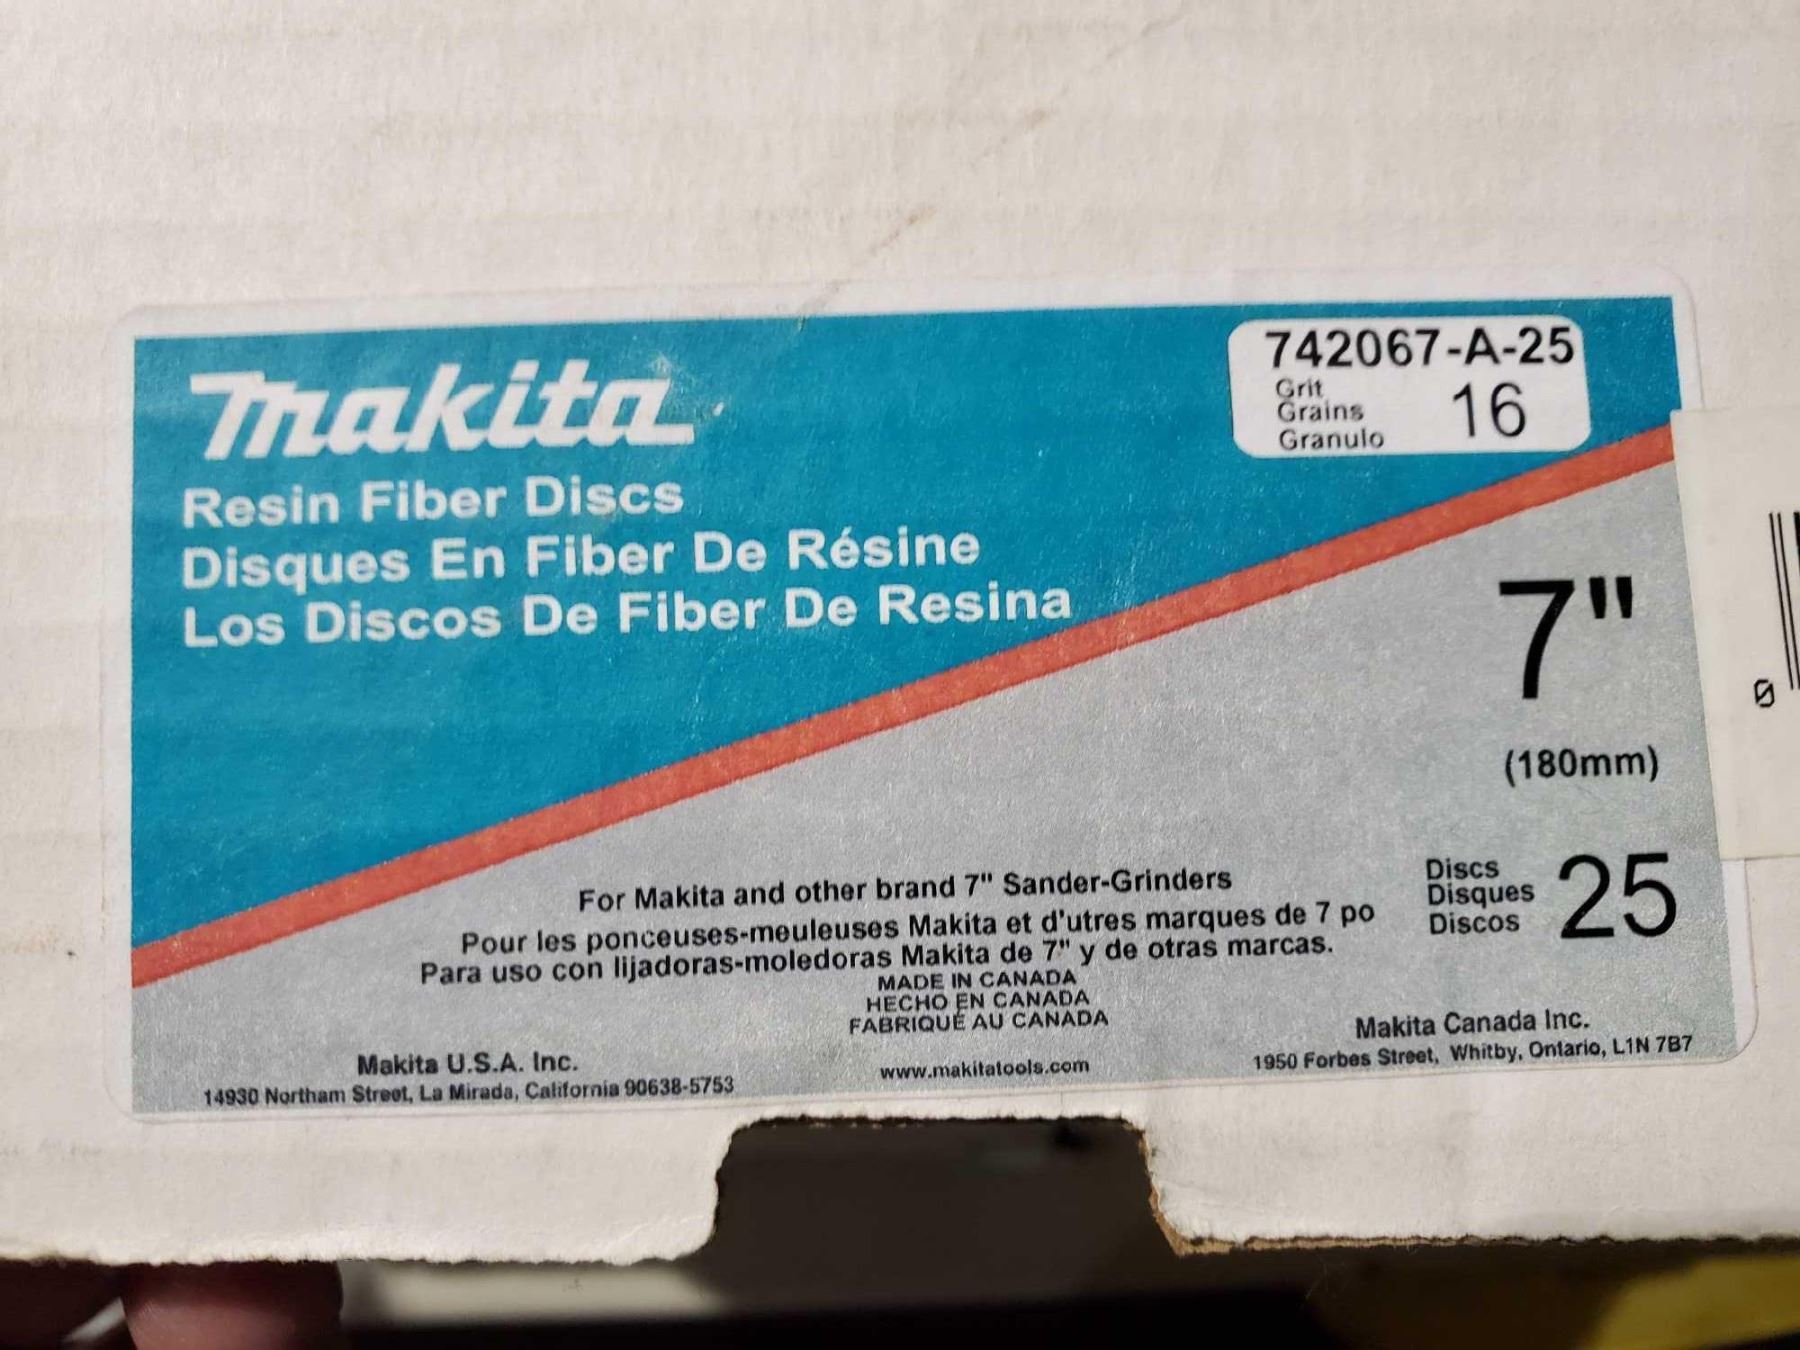 Makita
742067-A-25
Grit
Grains
Granulo
16
Resin Fiber Discs
Disques En Fiber De Résine
Los Discos De Fiber De Resina
7"
(180mm)
Discs
Disques
Discos
25
For Makita and other brand 7" Sander-Grinders
Pour les ponceuses-meuleuses Makita et d'utres marques de 7 po
Para uso con lijadoras-moledoras Makita de 7" y de otras marcas.
MADE IN CANADA
HECHO EN CANADA
FABRIQUÉ AU CANADA
Makita U.S.A. Inc.
14930 Northam Street, La Mirada, California 90638-5753
www.makitatools.com
Makita Canada Inc.
1950 Forbes Street, Whitby, Ontario, L1N 7B7
0